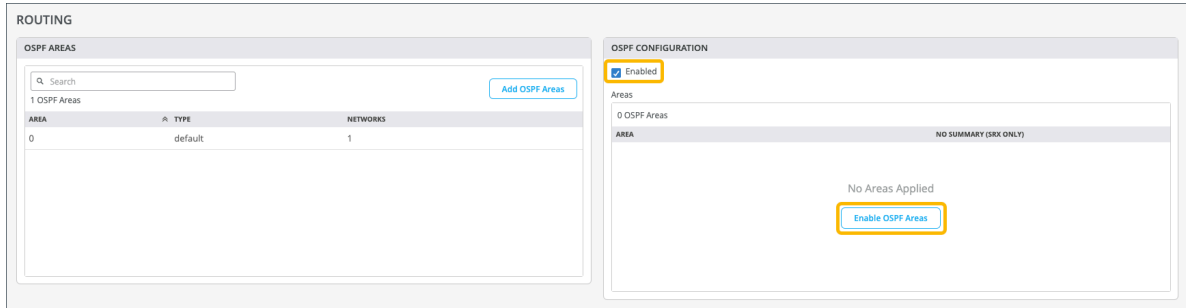 ROUTING
OSPF AREAS
Search
1 OSPF Areas
Add OSPF Areas
AREA TYPE NETWORKS
0 default 1
OSPF CONFIGURATION
Enabled
Areas
0 OSPF Areas
AREA NO SUMMARY (SRX ONLY)
No Areas Applied
Enable OSPF Areas